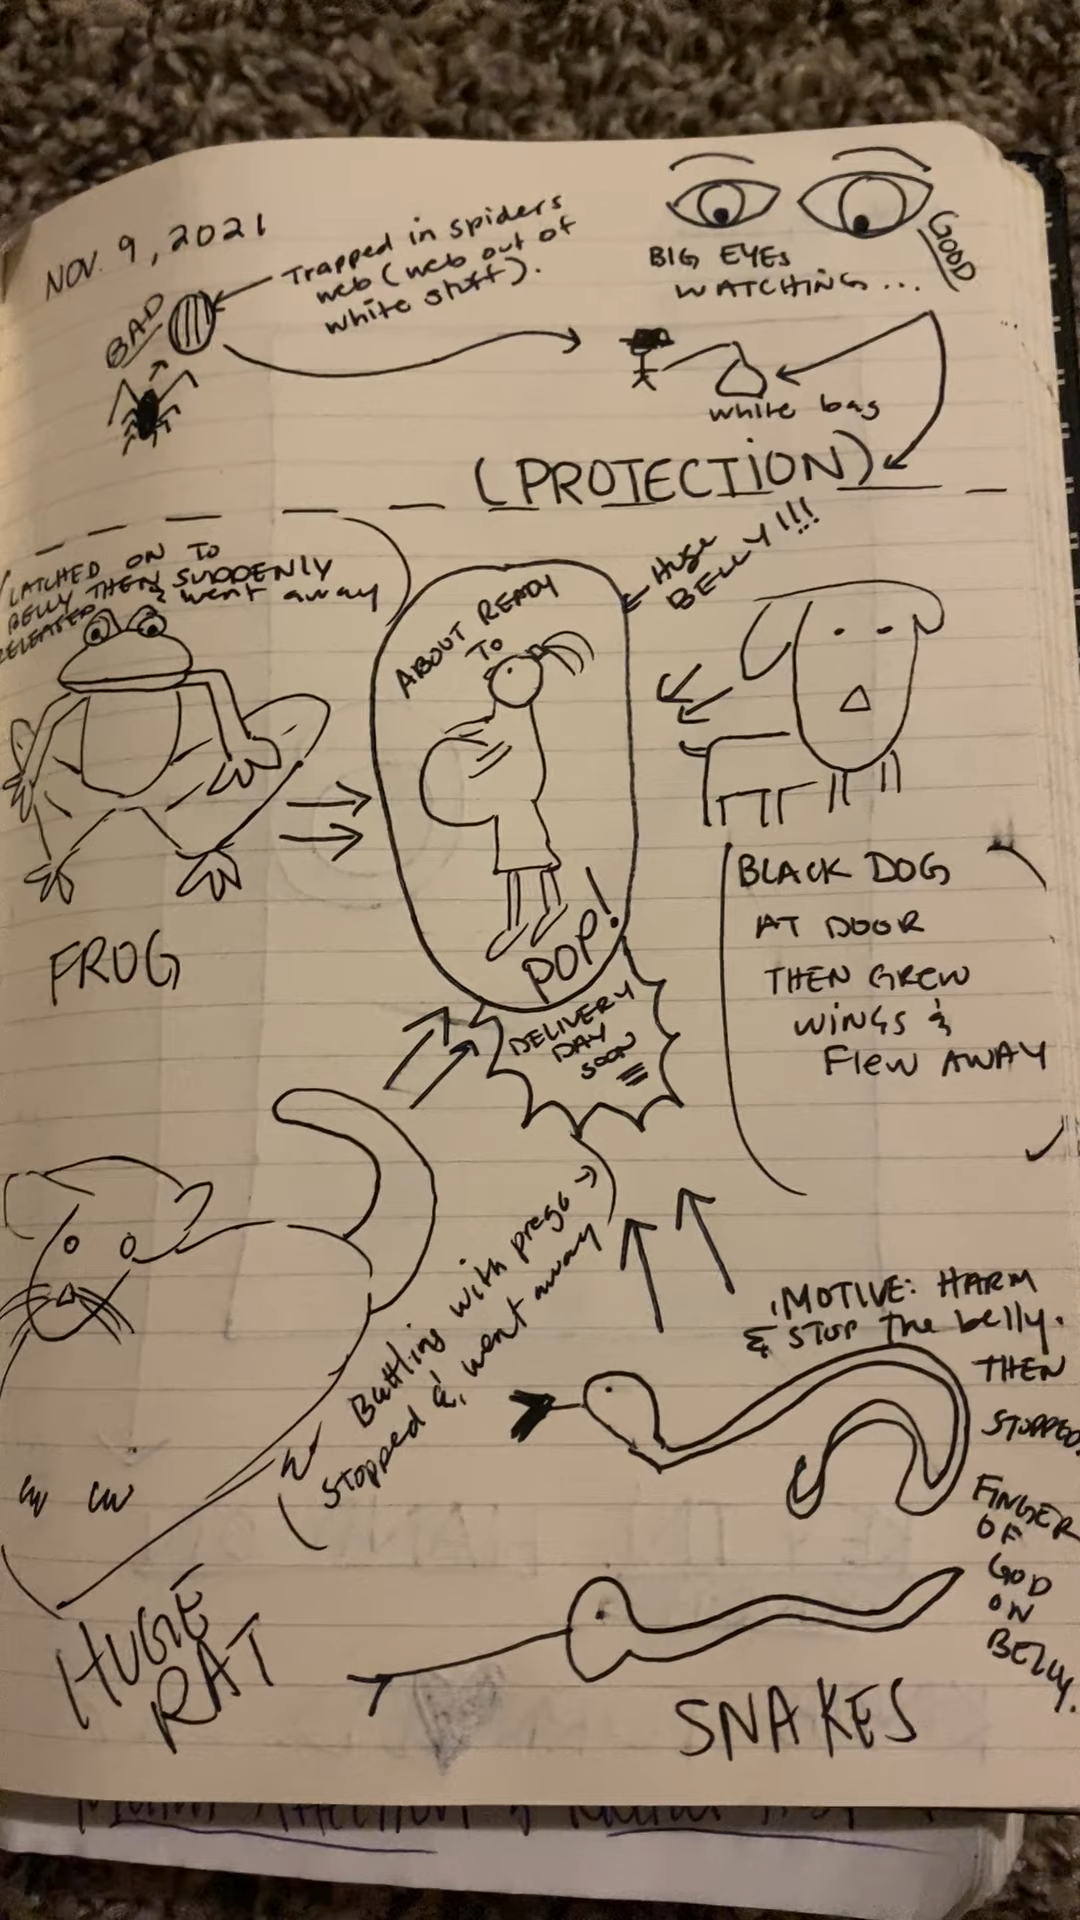 NOV. 9, 2021
BAD
Trapped in spiders
web (web out of
white stuff).
BIG EYES
WATCHING...
GOOD
white bag
(PROTECTION)
LATCHED ON TO
BELLY THEN SUDDENLY
RELEASED & went away
FROG
ABOUT READY
TO
POP!
HUGE
BELLY!!!
DELIVERY
DAY
SOON
BLACK DOG
AT DOOR
THEN GREW
WINGS &
FLEW AWAY
Battling with prego
Stopped & went away
HUGE
RAT
MOTIVE: HARM
& STOP The belly.
THEN
STOPPED.
FINGER
OF
GOD
ON
BELLY.
SNAKES